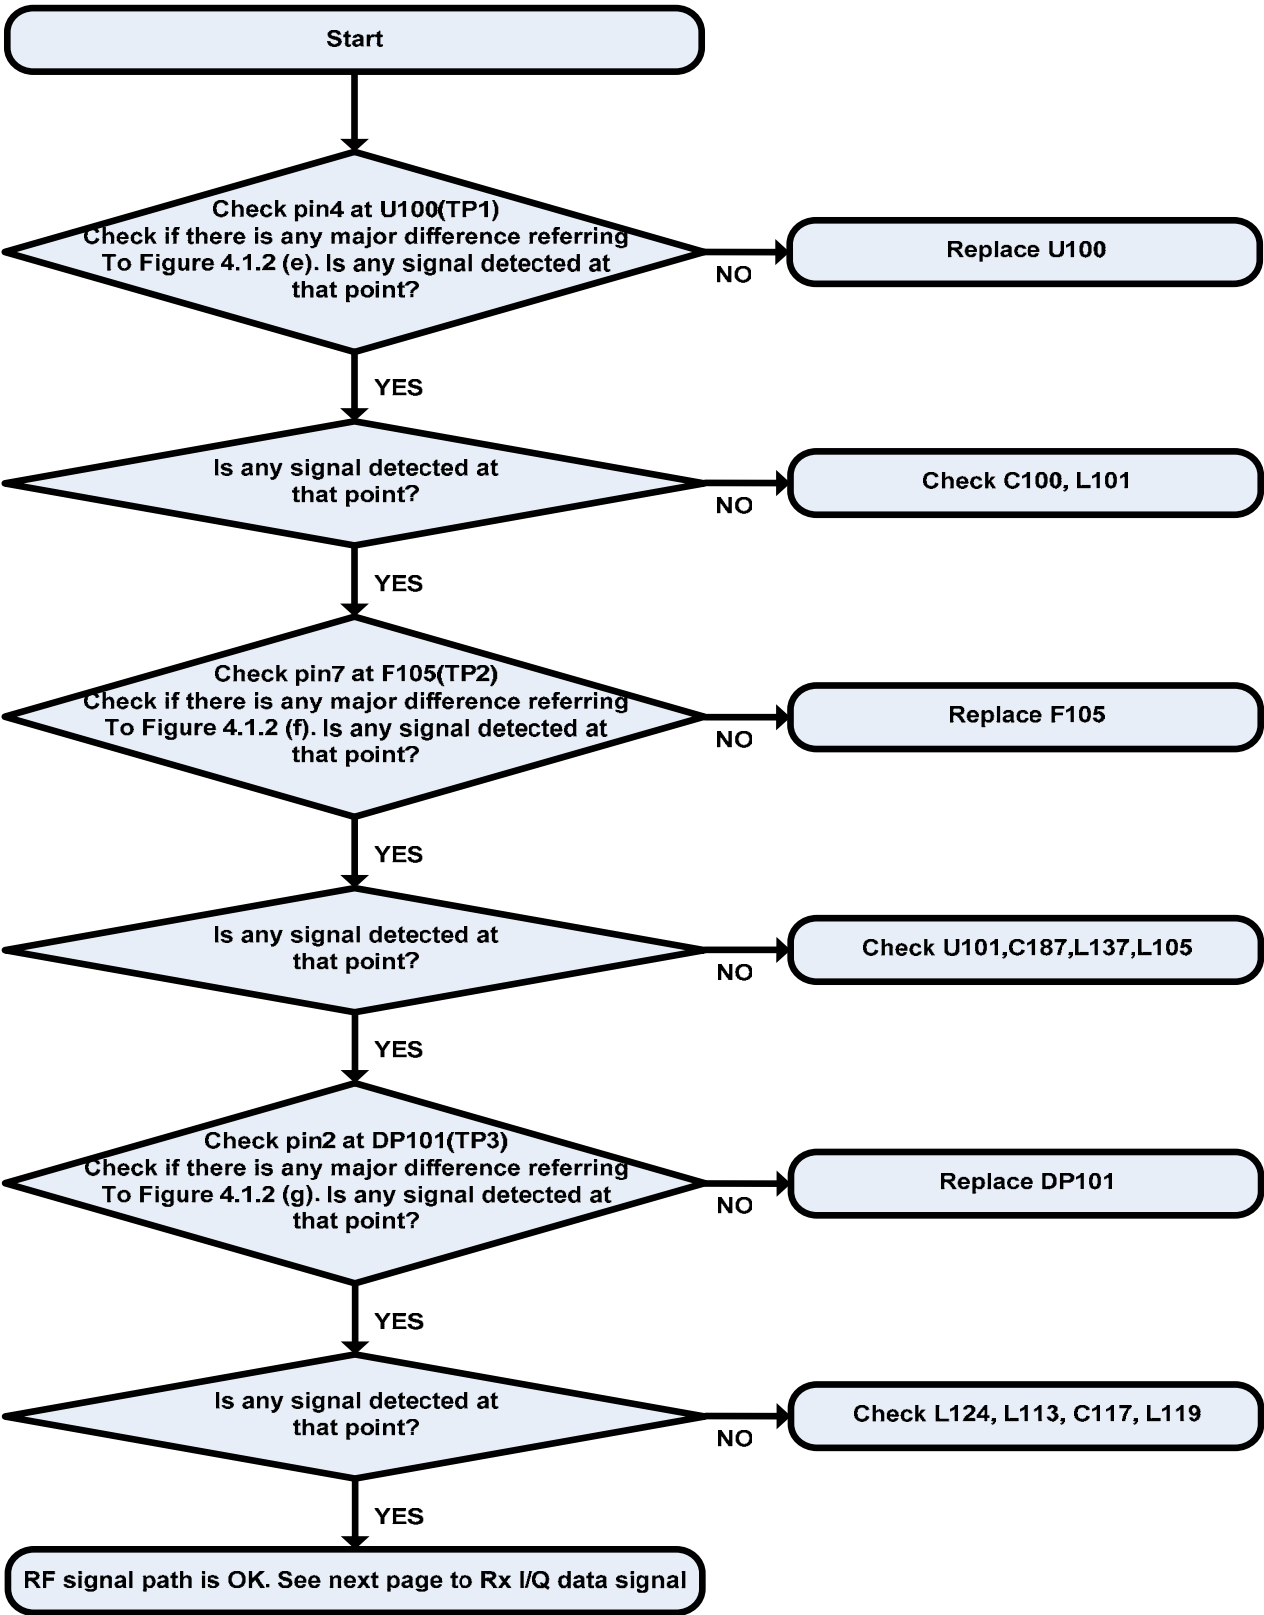 Start
Check pin4 at U100(TP1)
Check if there is any major difference referring
To Figure 4.1.2 (e). Is any signal detected at
that point?
NO
Replace U100
YES
Is any signal detected at
that point?
NO
Check C100, L101
YES
Check pin7 at F105(TP2)
Check if there is any major difference referring
To Figure 4.1.2 (f). Is any signal detected at
that point?
NO
Replace F105
YES
Is any signal detected at
that point?
NO
Check U101,C187,L137,L105
YES
Check pin2 at DP101(TP3)
Check if there is any major difference referring
To Figure 4.1.2 (g). Is any signal detected at
that point?
NO
Replace DP101
YES
Is any signal detected at
that point?
NO
Check L124, L113, C117, L119
YES
RF signal path is OK. See next page to Rx I/Q data signal